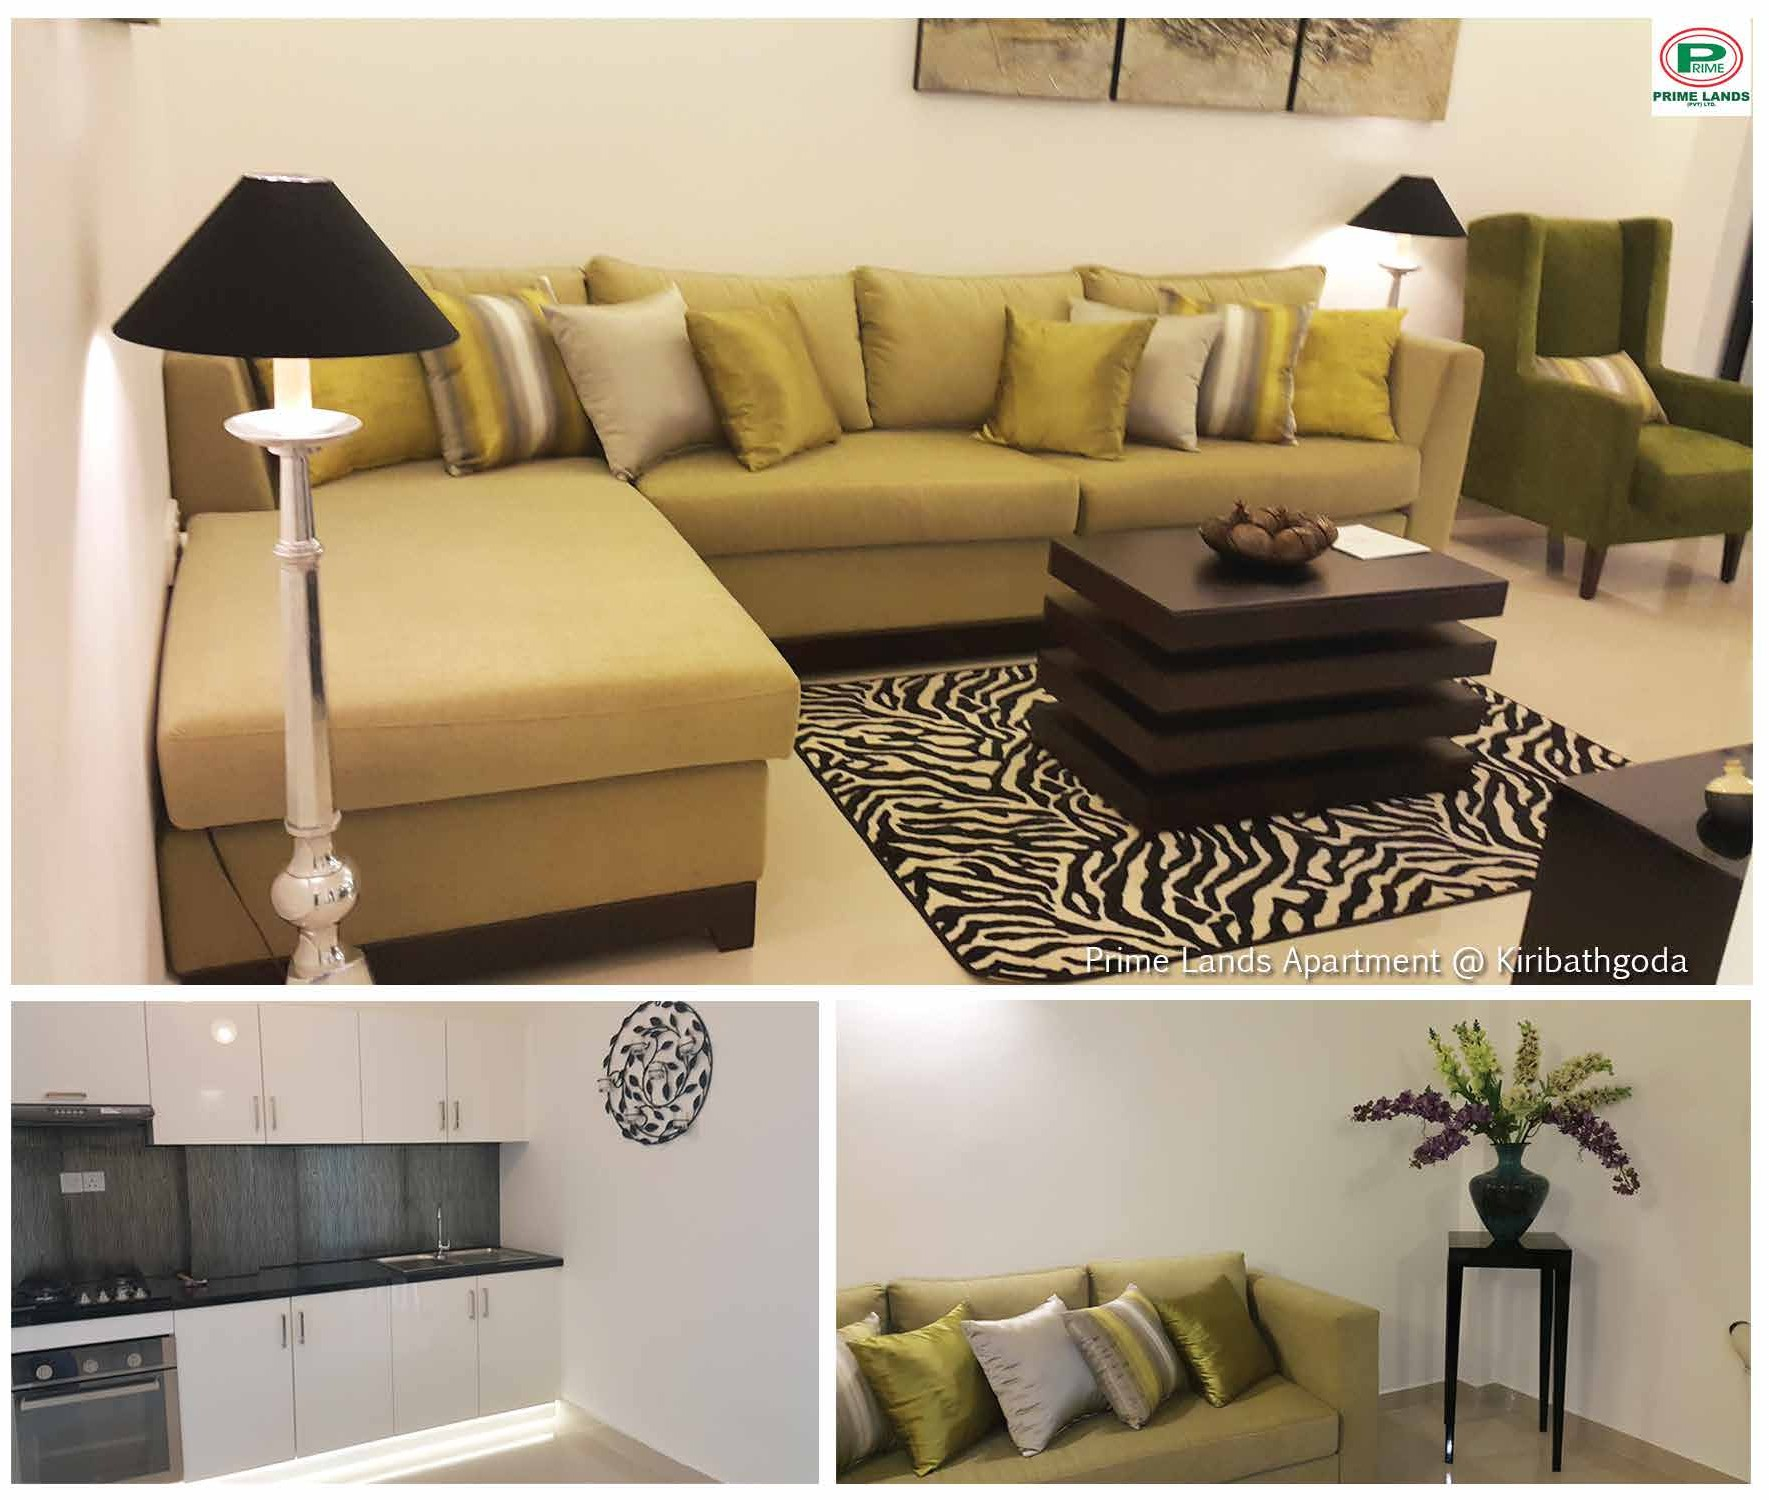 PRIME
PRIME LANDS
(PVT) LTD.
Prime Lands Apartment @ Kiribathgoda